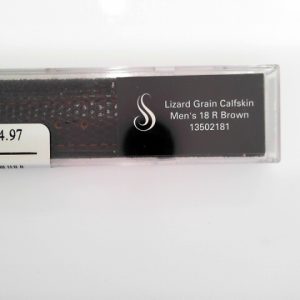 Lizard Grain Calfskin
Men's 18 R Brown
13502181
4.97